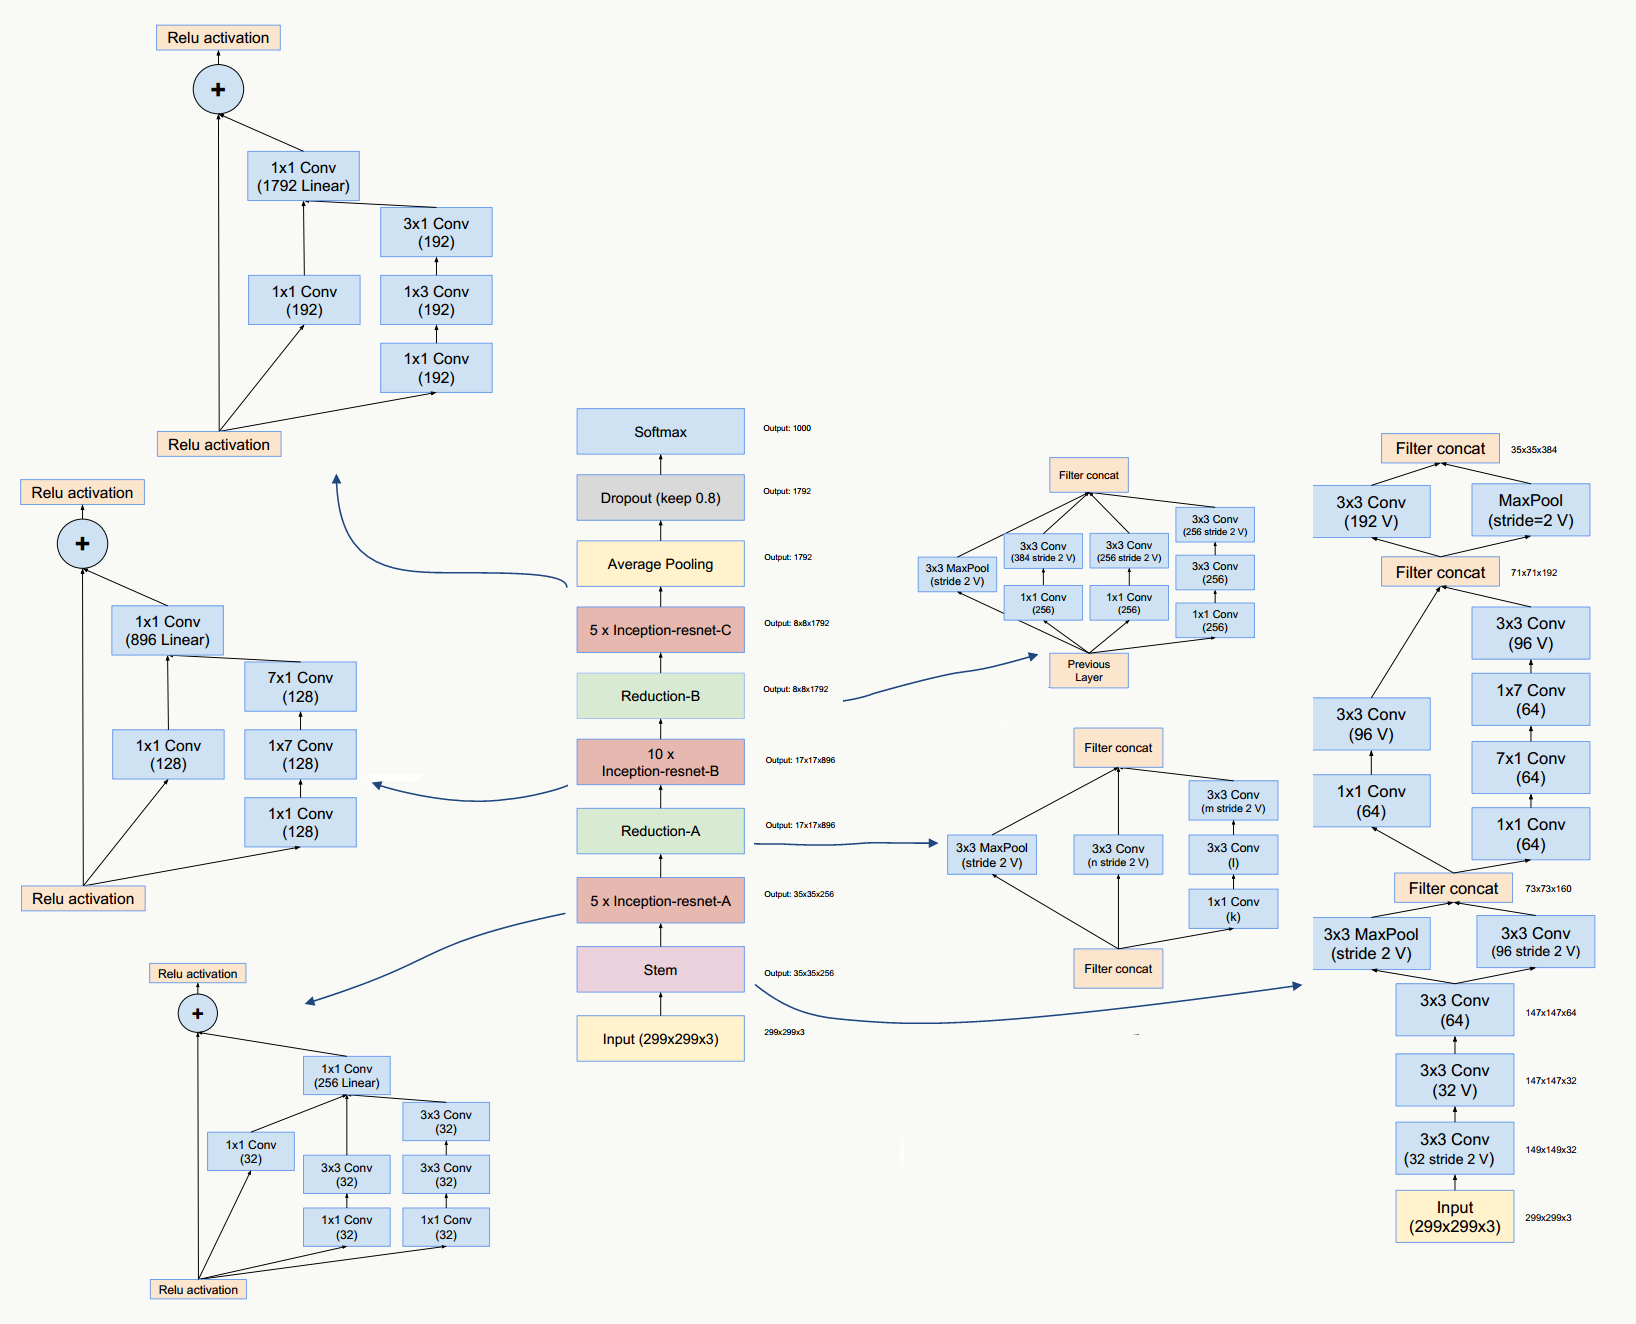 Relu activation
+
1x1 Conv
(1792 Linear)
3x1 Conv
(192)
1x1 Conv
(192)
1x3 Conv
(192)
1x1 Conv
(192)
Relu activation
Relu activation
+
1x1 Conv
(896 Linear)
7x1 Conv
(128)
1x1 Conv
(128)
1x7 Conv
(128)
1x1 Conv
(128)
Relu activation
Relu activation
+
1x1 Conv
(256 Linear)
3x3 Conv
(32)
1x1 Conv
(32)
3x3 Conv
(32)
3x3 Conv
(32)
1x1 Conv
(32)
1x1 Conv
(32)
Relu activation
Softmax
Output: 1000
Dropout (keep 0.8)
Output: 1792
Average Pooling
Output: 1792
5 x Inception-resnet-C
Output: 8x8x1792
Reduction-B
Output: 8x8x1792
10 x
Inception-resnet-B
Output: 17x17x896
Reduction-A
Output: 17x17x896
5 x Inception-resnet-A
Output: 35x35x256
Stem
Output: 35x35x256
Input (299x299x3)
299x299x3
Filter concat
3x3 Conv
(256 stride 2 V)
3x3 Conv
(384 stride 2 V)
3x3 Conv
(256 stride 2 V)
3x3 MaxPool
(stride 2 V)
3x3 Conv
(256)
1x1 Conv
(256)
1x1 Conv
(256)
1x1 Conv
(256)
Previous
Layer
Filter concat
3x3 Conv
(m stride 2 V)
3x3 MaxPool
(stride 2 V)
3x3 Conv
(n stride 2 V)
3x3 Conv
(l)
1x1 Conv
(k)
Filter concat
Filter concat
35x35x384
3x3 Conv
(192 V)
MaxPool
(stride=2 V)
Filter concat
71x71x192
3x3 Conv
(96 V)
1x7 Conv
(64)
3x3 Conv
(96 V)
7x1 Conv
(64)
1x1 Conv
(64)
1x1 Conv
(64)
Filter concat
73x73x160
3x3 MaxPool
(stride 2 V)
3x3 Conv
(96 stride 2 V)
3x3 Conv
(64)
147x147x64
3x3 Conv
(32 V)
147x147x32
3x3 Conv
(32 stride 2 V)
149x149x32
Input
(299x299x3)
299x299x3